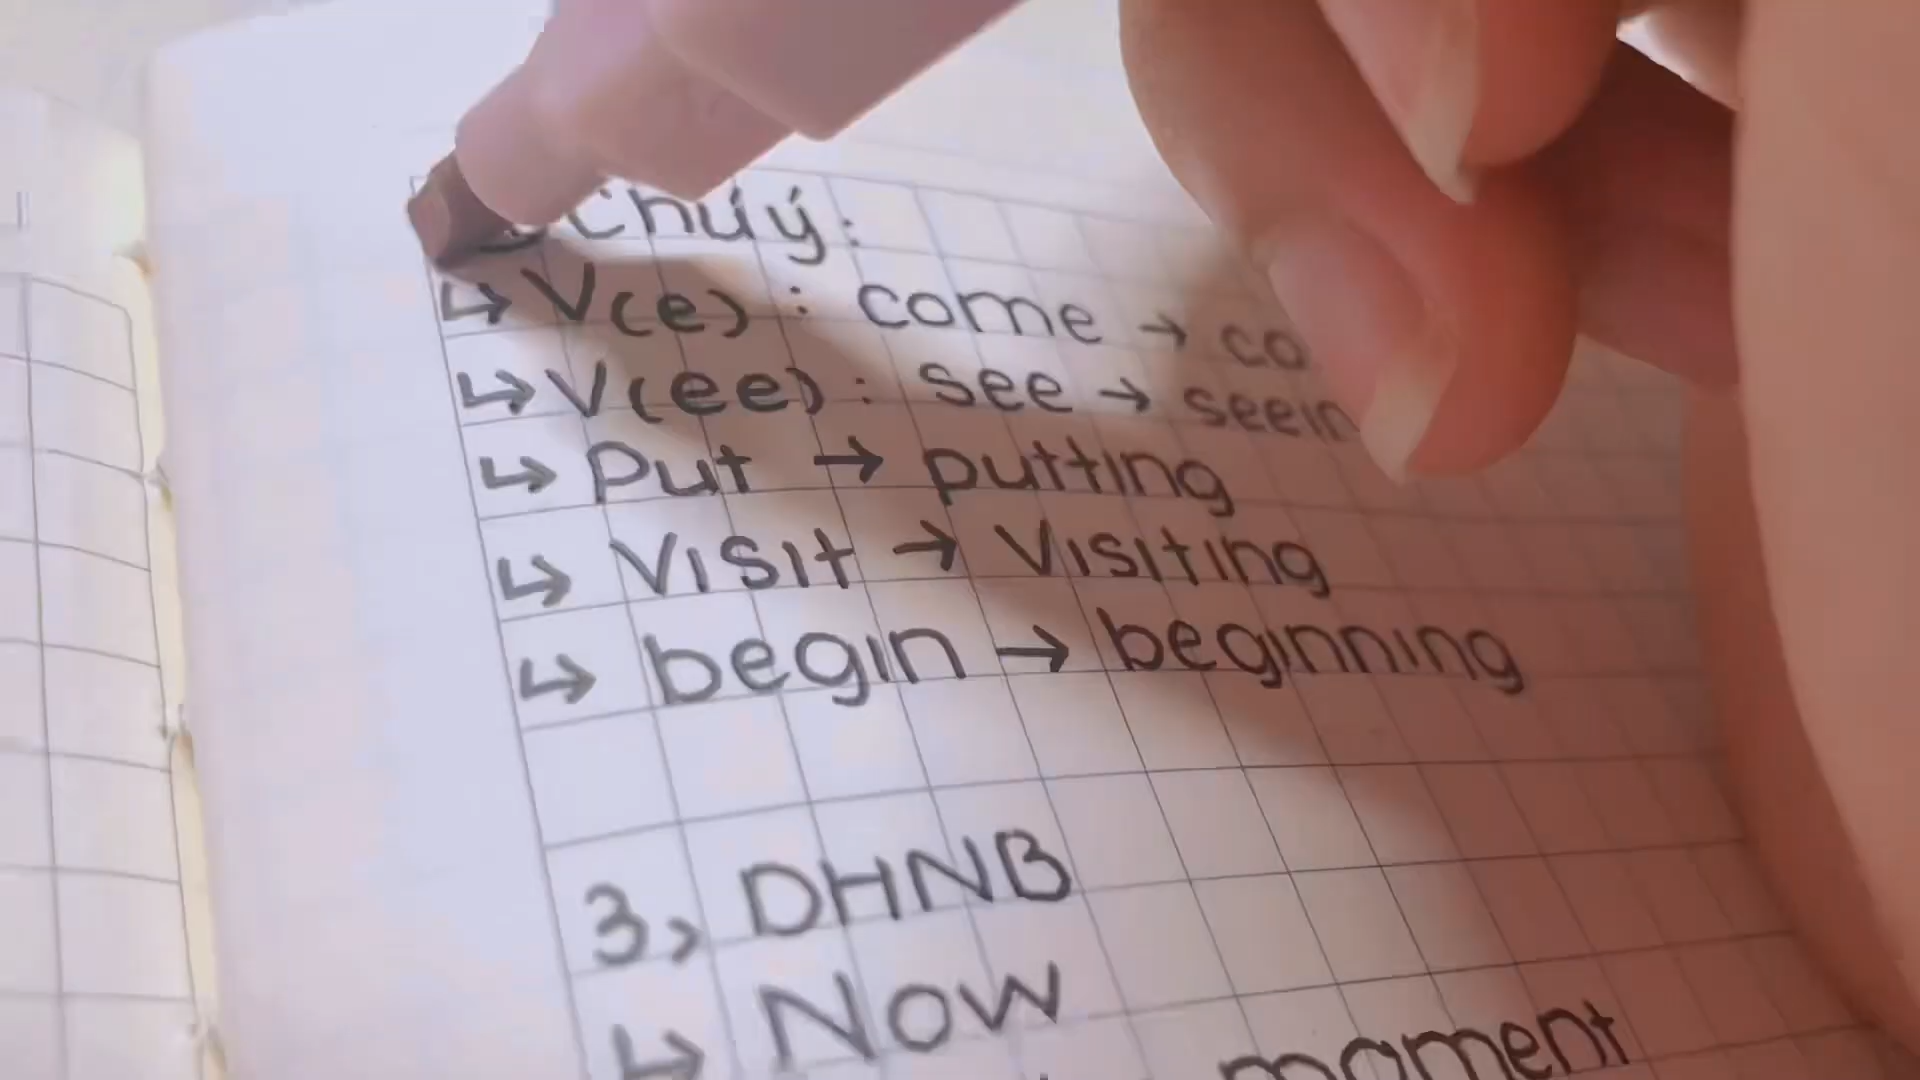 Chú ý:
↳ V(e) : come → co
↳ V(ee) : see → seein
↳ Put → putting
↳ Visit → Visiting
↳ begin → beginning
3, DHNB
↳ Now
moment